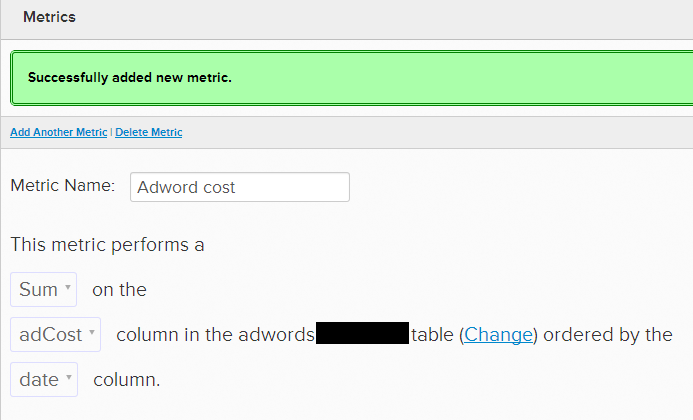 Metrics
Successfully added new metric.
Add Another Metric | Delete Metric
Metric Name: Adword cost
This metric performs a
Sum on the
adCost column in the adwords table (Change) ordered by the
date column.